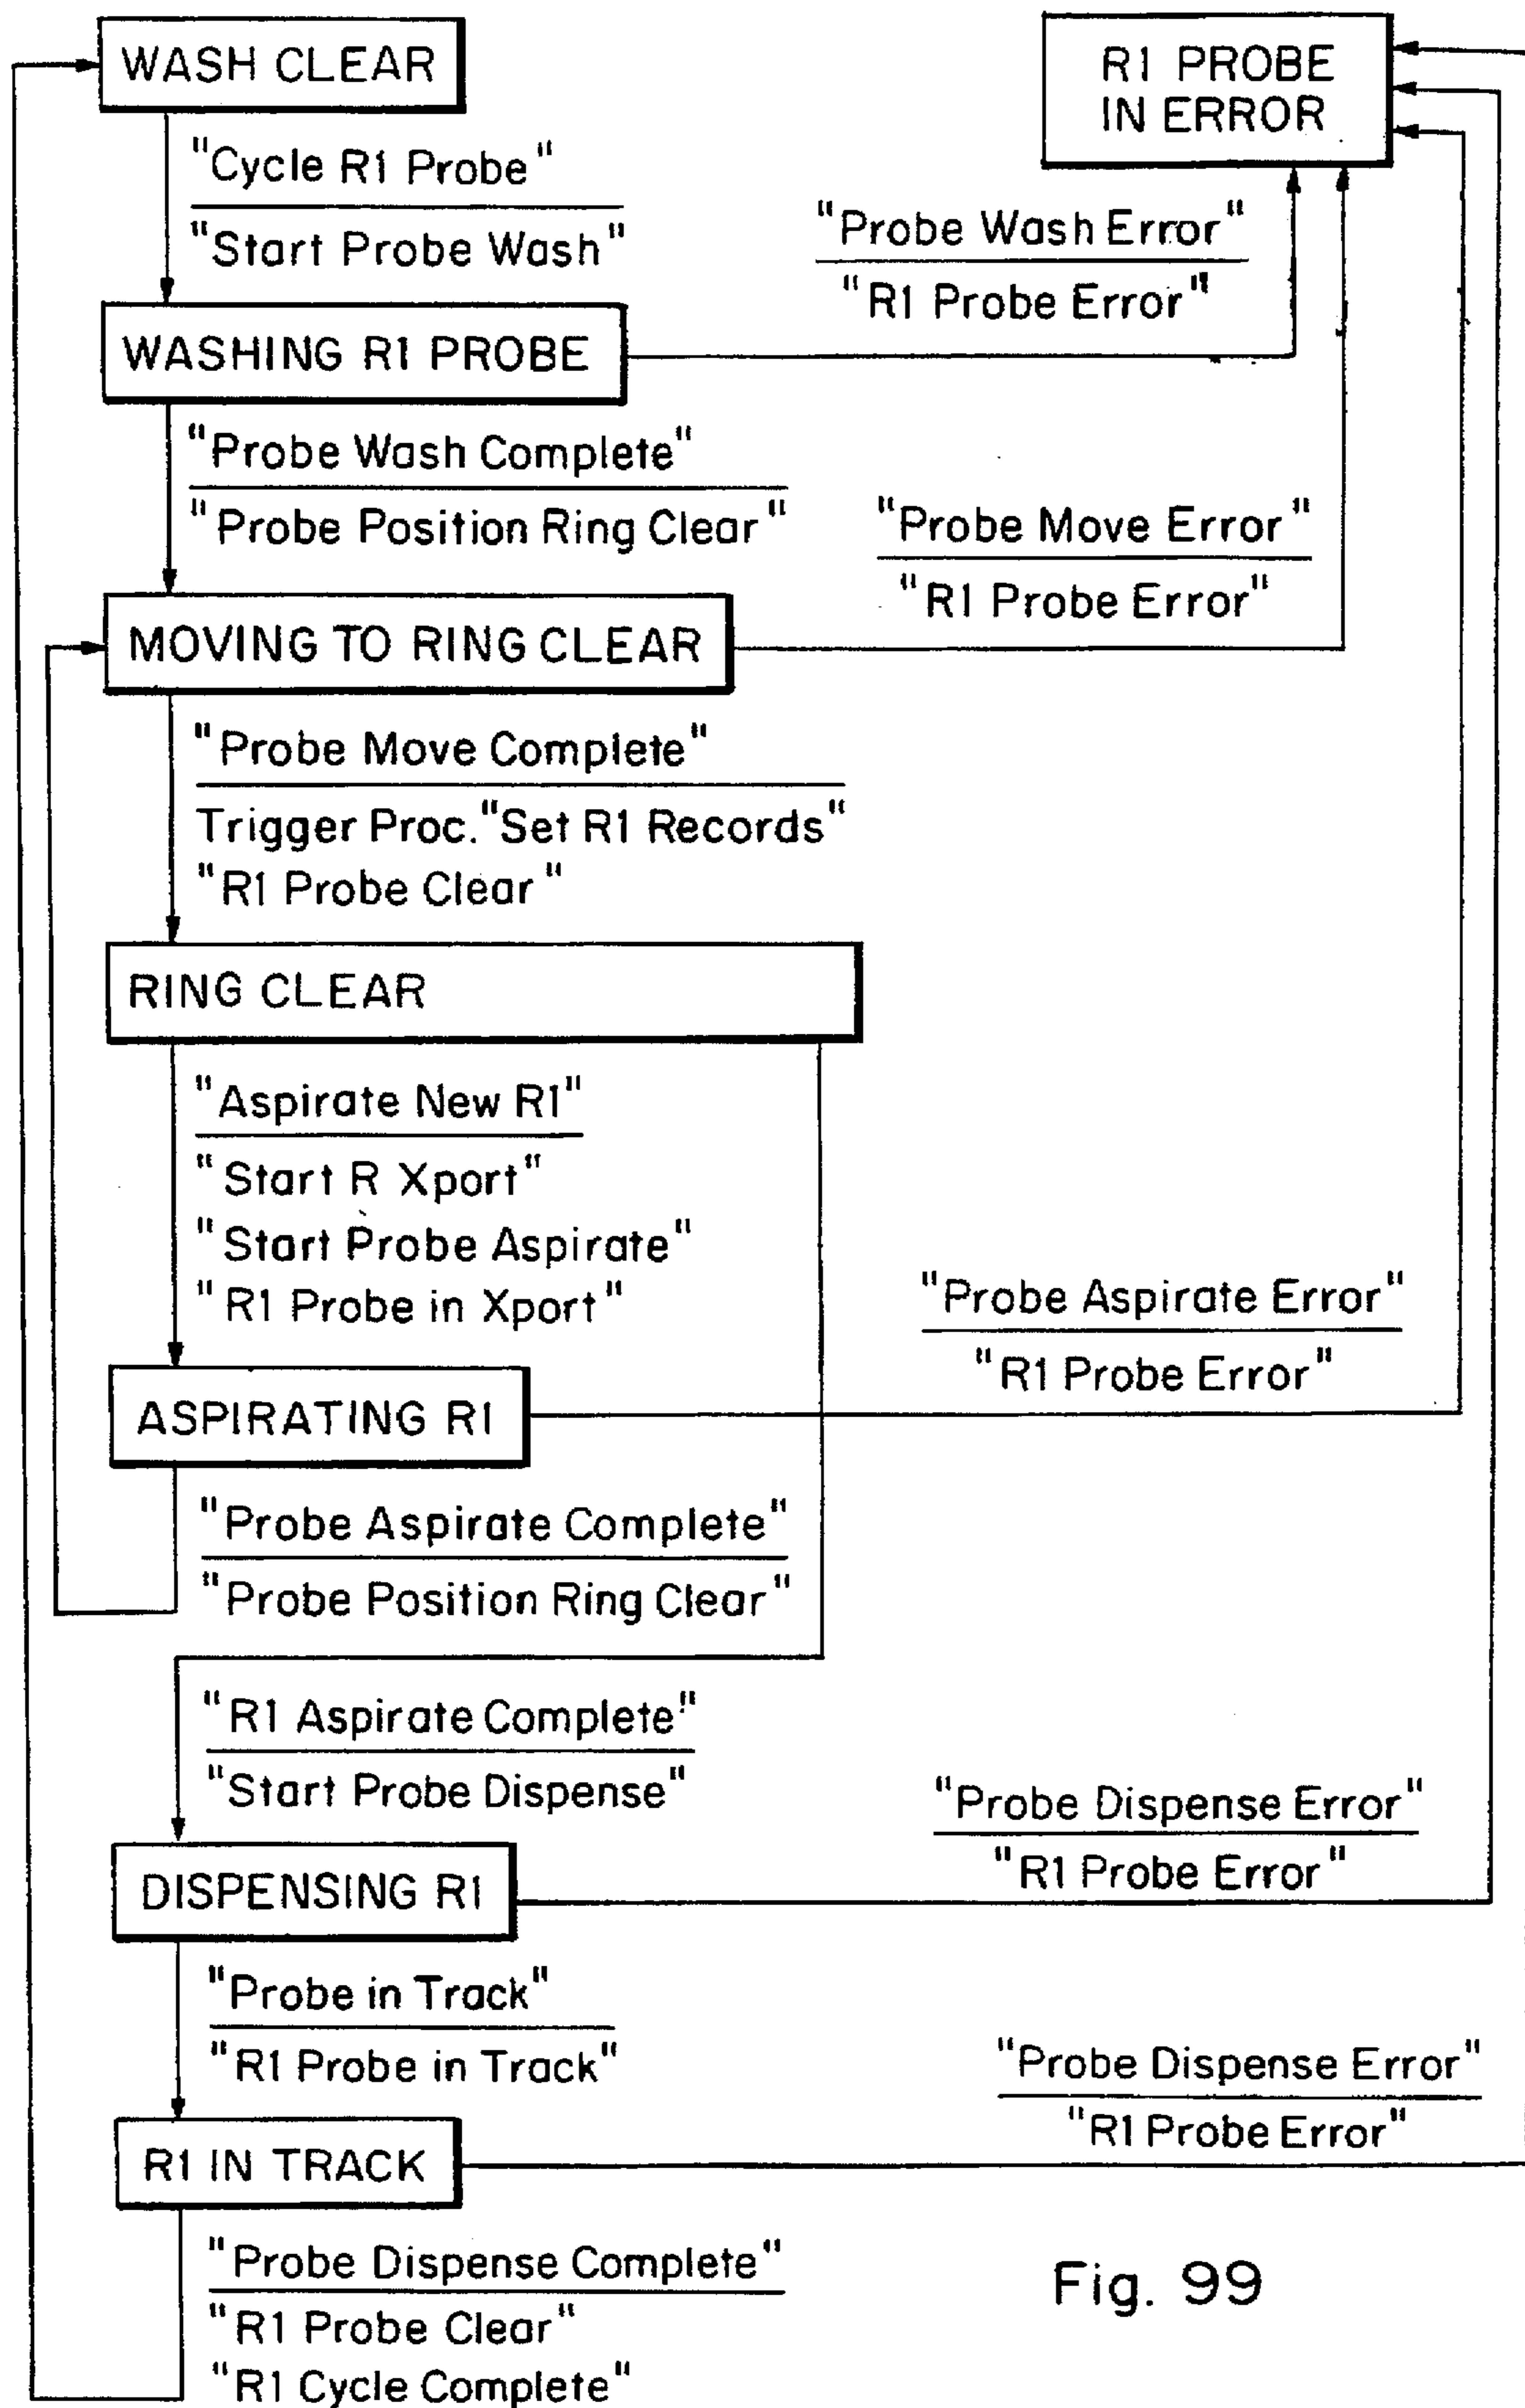 WASH CLEAR
R1 PROBE
IN ERROR
"Cycle R1 Probe"
"Start Probe Wash"
"Probe Wash Error"
"R1 Probe Error"
WASHING R1 PROBE
"Probe Wash Complete"
"Probe Position Ring Clear"
"Probe Move Error"
"R1 Probe Error"
MOVING TO RING CLEAR
"Probe Move Complete"
Trigger Proc. "Set R1 Records"
"R1 Probe Clear"
RING CLEAR
"Aspirate New R1"
"Start R Xport"
"Start Probe Aspirate"
"R1 Probe in Xport"
"Probe Aspirate Error"
"R1 Probe Error"
ASPIRATING R1
"Probe Aspirate Complete"
"Probe Position Ring Clear"
"R1 Aspirate Complete"
"Start Probe Dispense"
"Probe Dispense Error"
"R1 Probe Error"
DISPENSING R1
"Probe in Track"
"R1 Probe in Track"
"Probe Dispense Error"
"R1 Probe Error"
R1 IN TRACK
"Probe Dispense Complete"
"R1 Probe Clear"
"R1 Cycle Complete"
Fig. 99